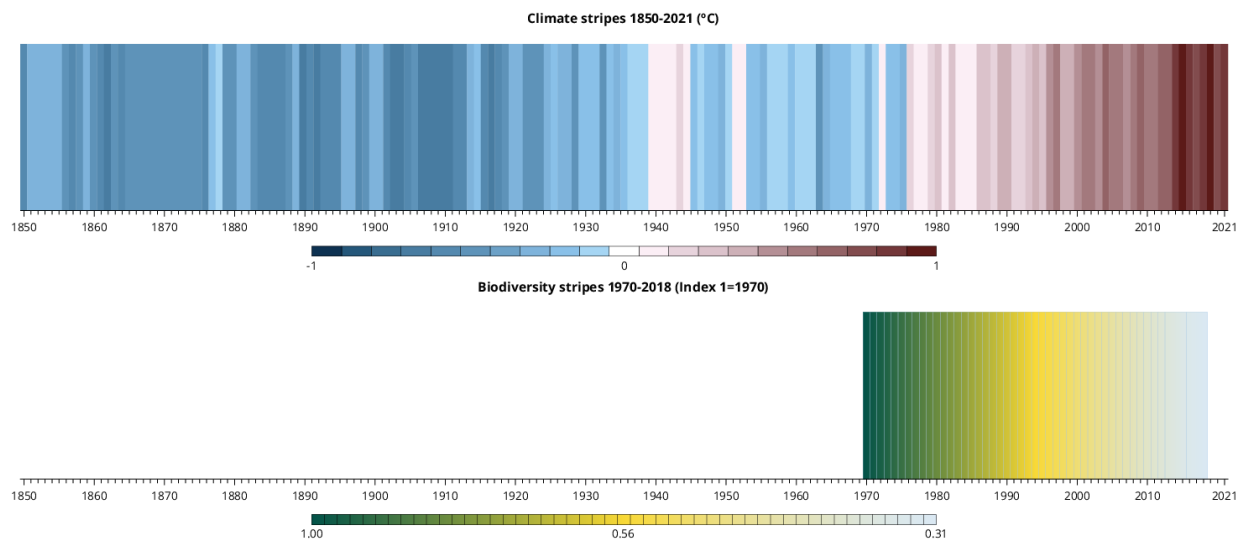 Climate stripes 1850-2021 (°C)
1850 1860 1870 1880 1890 1900 1910 1920 1930 1940 1950 1960 1970 1980 1990 2000 2010 2021
-1 0 1
Biodiversity stripes 1970-2018 (Index 1=1970)
1850 1860 1870 1880 1890 1900 1910 1920 1930 1940 1950 1960 1970 1980 1990 2000 2010 2021
1.00 0.56 0.31